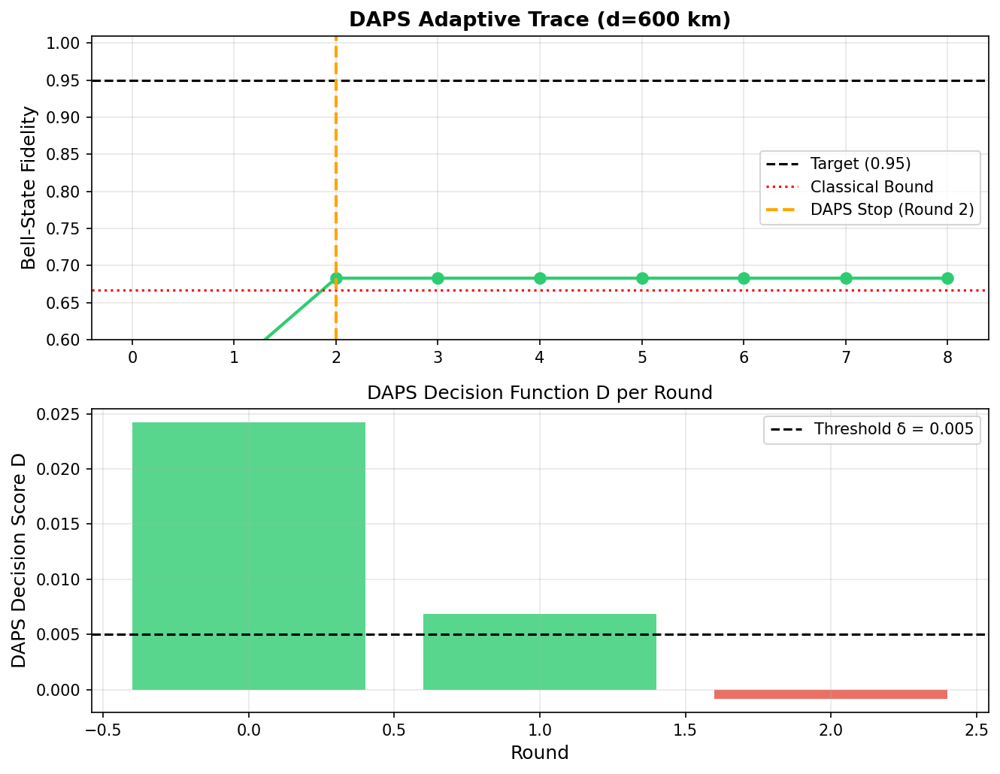 DAPS Adaptive Trace (d=600 km)
1.00
0.95
0.90
0.85
0.80
0.75
0.70
0.65
0.60
Bell-State Fidelity
Target (0.95)
Classical Bound
DAPS Stop (Round 2)
0 1 2 3 4 5 6 7 8
DAPS Decision Function D per Round
0.025
0.020
0.015
0.010
0.005
0.000
DAPS Decision Score D
Threshold δ = 0.005
−0.5 0.0 0.5 1.0 1.5 2.0 2.5
Round